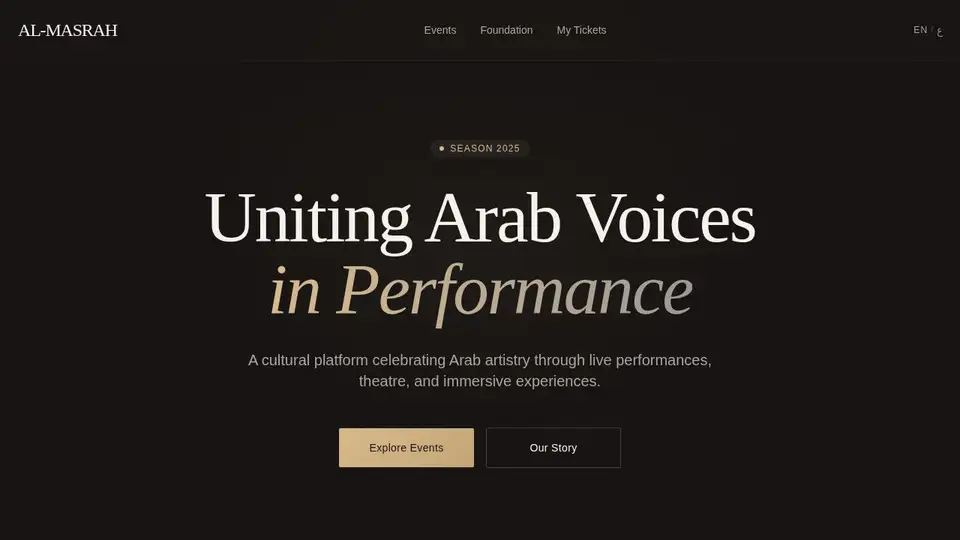 AL-MASRAH
Events
Foundation
My Tickets
EN / ع
SEASON 2025
Uniting Arab Voices
in Performance
A cultural platform celebrating Arab artistry through live performances,
theatre, and immersive experiences.
Explore Events
Our Story